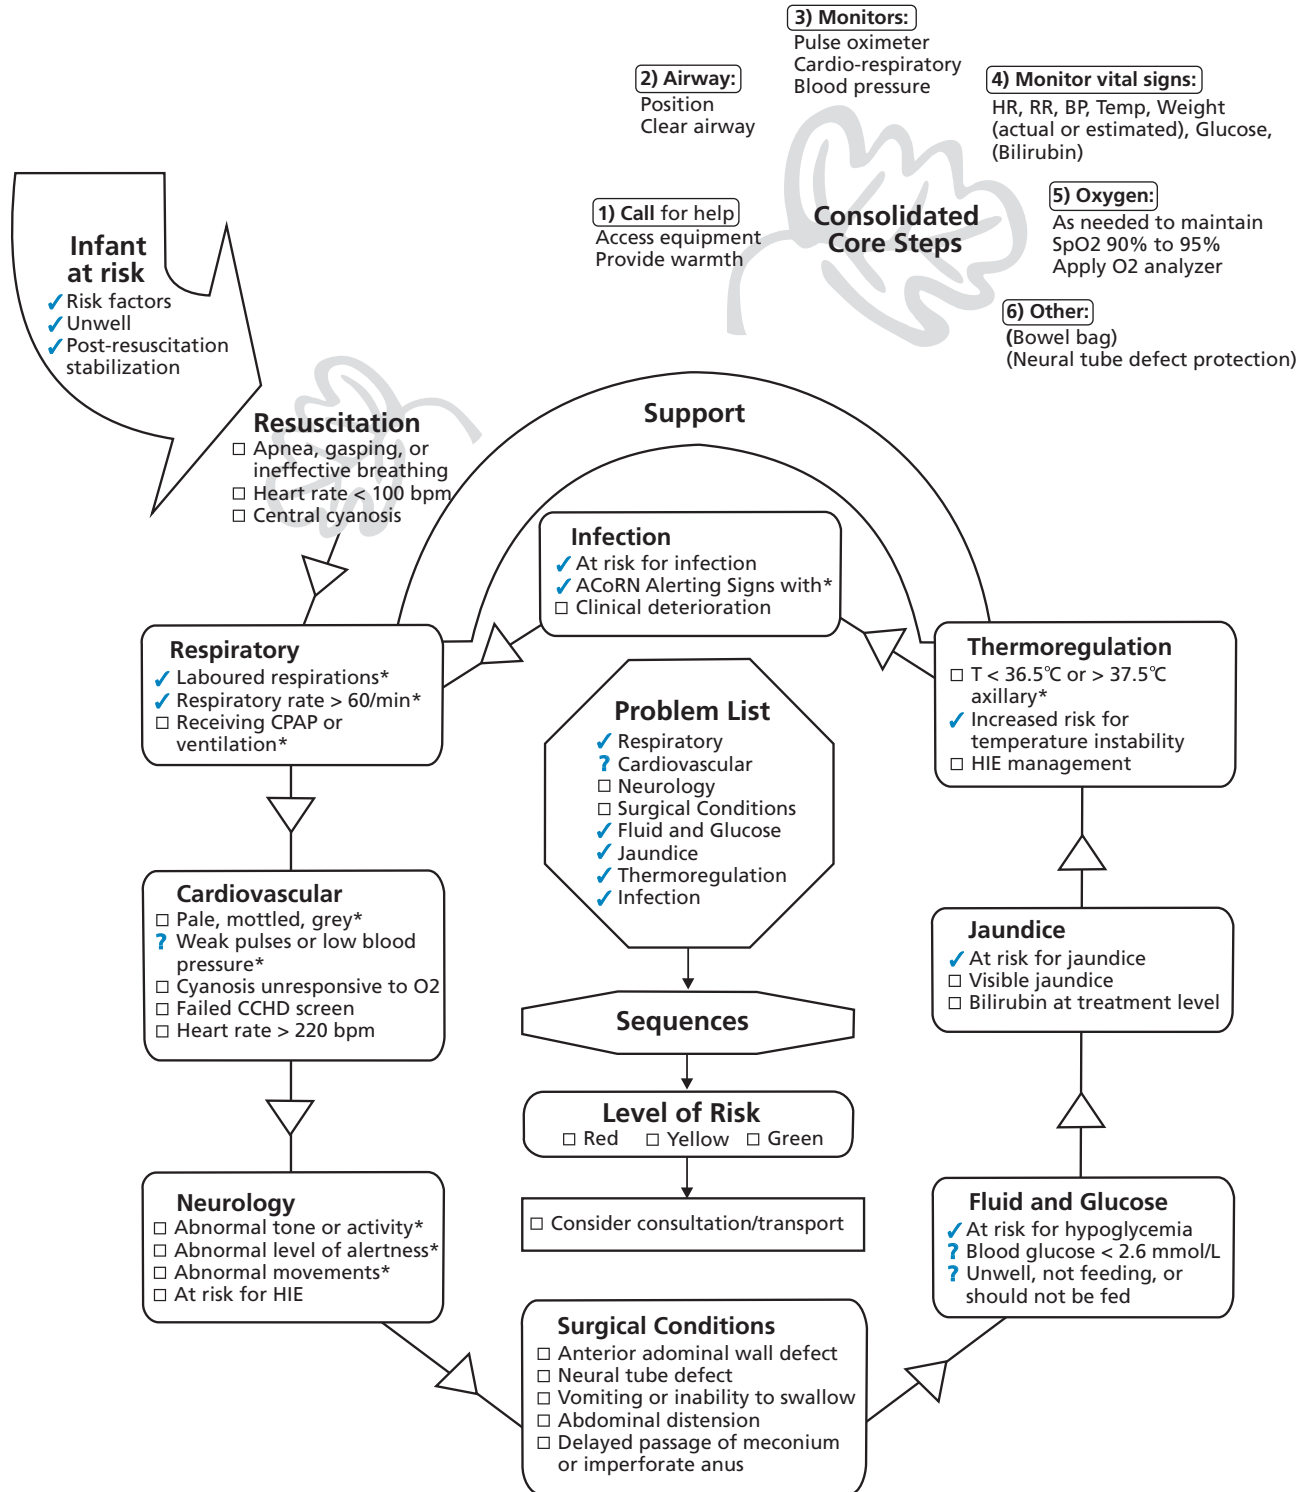 3) Monitors:
Pulse oximeter
Cardio-respiratory
Blood pressure
2) Airway:
Position
Clear airway
4) Monitor vital signs:
HR, RR, BP, Temp, Weight
(actual or estimated), Glucose,
(Bilirubin)
1) Call for help
Access equipment
Provide warmth
Consolidated
Core Steps
5) Oxygen:
As needed to maintain
SpO2 90% to 95%
Apply O2 analyzer
6) Other:
(Bowel bag)
(Neural tube defect protection)
Infant
at risk
✓ Risk factors
✓ Unwell
✓ Post-resuscitation
stabilization
Resuscitation
□ Apnea, gasping, or
ineffective breathing
□ Heart rate < 100 bpm
□ Central cyanosis
Support
Infection
✓ At risk for infection
✓ ACoRN Alerting Signs with*
□ Clinical deterioration
Respiratory
✓ Laboured respirations*
✓ Respiratory rate > 60/min*
□ Receiving CPAP or
ventilation*
Thermoregulation
□ T < 36.5°C or > 37.5°C
axillary*
✓ Increased risk for
temperature instability
□ HIE management
Problem List
✓ Respiratory
? Cardiovascular
□ Neurology
□ Surgical Conditions
✓ Fluid and Glucose
✓ Jaundice
✓ Thermoregulation
✓ Infection
Cardiovascular
□ Pale, mottled, grey*
? Weak pulses or low blood
pressure*
□ Cyanosis unresponsive to O2
□ Failed CCHD screen
□ Heart rate > 220 bpm
Jaundice
✓ At risk for jaundice
□ Visible jaundice
□ Bilirubin at treatment level
Sequences
Level of Risk
□ Red □ Yellow □ Green
□ Consider consultation/transport
Neurology
□ Abnormal tone or activity*
□ Abnormal level of alertness*
□ Abnormal movements*
□ At risk for HIE
Fluid and Glucose
✓ At risk for hypoglycemia
? Blood glucose < 2.6 mmol/L
? Unwell, not feeding, or
should not be fed
Surgical Conditions
□ Anterior adominal wall defect
□ Neural tube defect
□ Vomiting or inability to swallow
□ Abdominal distension
□ Delayed passage of meconium
or imperforate anus